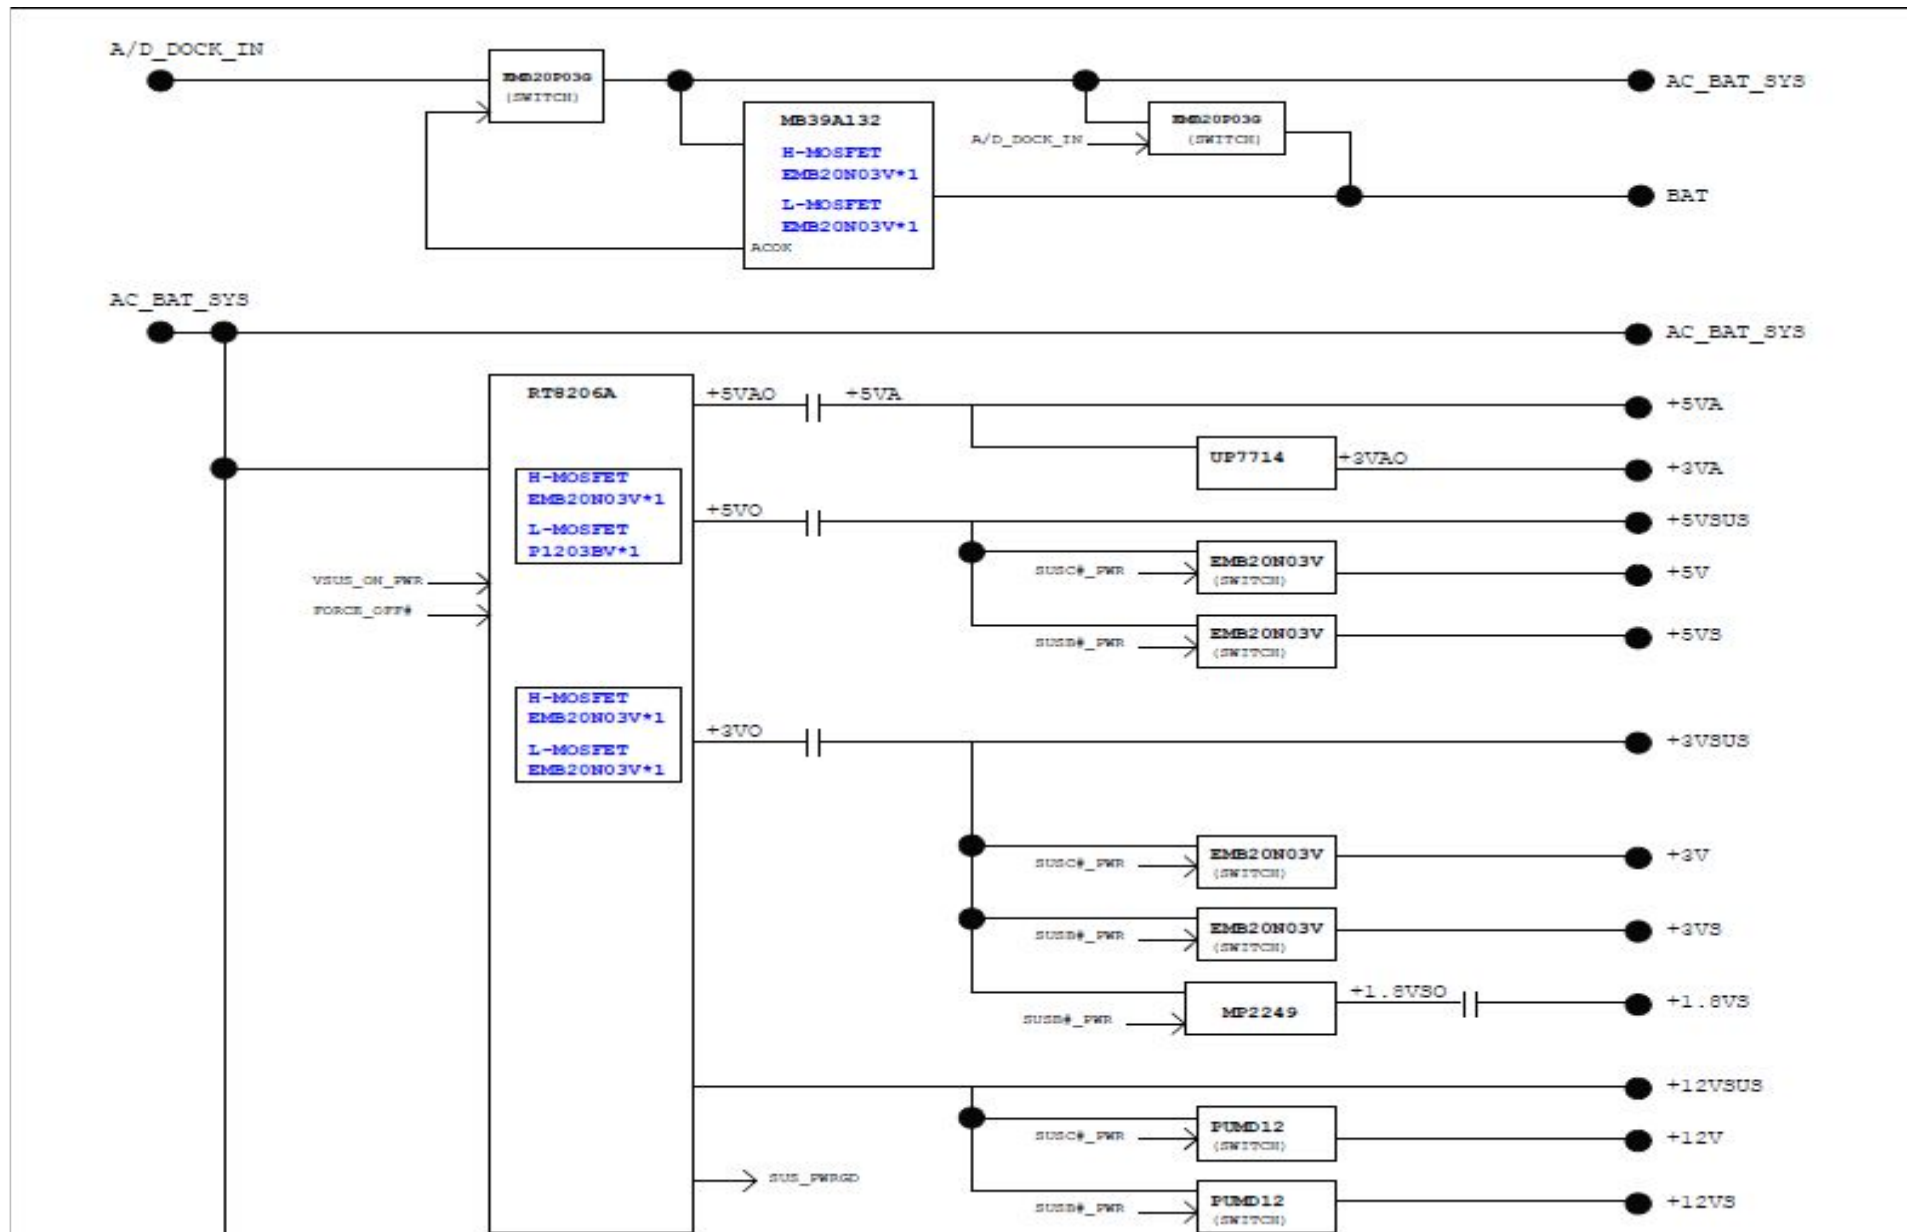 A/D_DOCK_IN
EMB20P03G
(SWITCH)
AC_BAT_SYS
MB39A132
H-MOSFET
EMB20N03V*1
L-MOSFET
EMB20N03V*1
ACOK
A/D_DOCK_IN
EMB20P03G
(SWITCH)
BAT
AC_BAT_SYS
AC_BAT_SYS
RT8206A
+5VAO
+5VA
+5VA
UP7714
+3VAO
+3VA
H-MOSFET
EMB20N03V*1
L-MOSFET
P1203BV*1
+5VO
+5VSUS
VSUS_ON_PWR
FORCE_OFF#
SUSC#_PWR
EMB20N03V
(SWITCH)
+5V
SUSB#_PWR
EMB20N03V
(SWITCH)
+5VS
H-MOSFET
EMB20N03V*1
L-MOSFET
EMB20N03V*1
+3VO
+3VSUS
SUSC#_PWR
EMB20N03V
(SWITCH)
+3V
SUSB#_PWR
EMB20N03V
(SWITCH)
+3VS
SUSB#_PWR
MP2249
+1.8VSO
+1.8VS
+12VSUS
SUSC#_PWR
PUMD12
(SWITCH)
+12V
SUS_PWRGD
SUSB#_PWR
PUMD12
(SWITCH)
+12VS